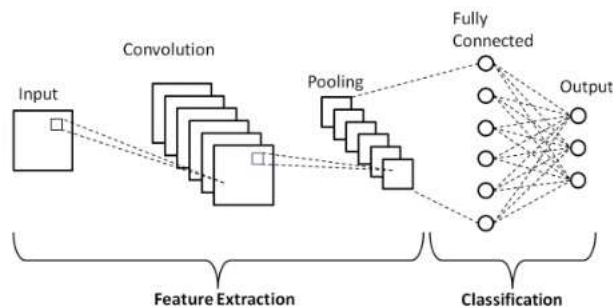 Input
Convolution
Pooling
Fully
Connected
Output
Feature Extraction
Classification